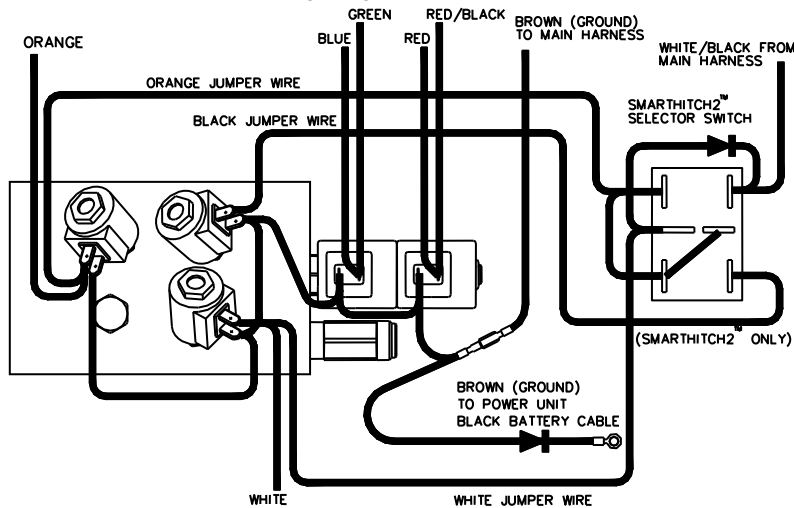 GREEN
RED/BLACK
BROWN (GROUND)
TO MAIN HARNESS
ORANGE
BLUE
RED
WHITE/BLACK FROM
MAIN HARNESS
ORANGE JUMPER WIRE
SMARTHITCH2™
SELECTOR SWITCH
BLACK JUMPER WIRE
(SMARTHITCH2™ ONLY)
BROWN (GROUND)
TO POWER UNIT
BLACK BATTERY CABLE
WHITE
WHITE JUMPER WIRE